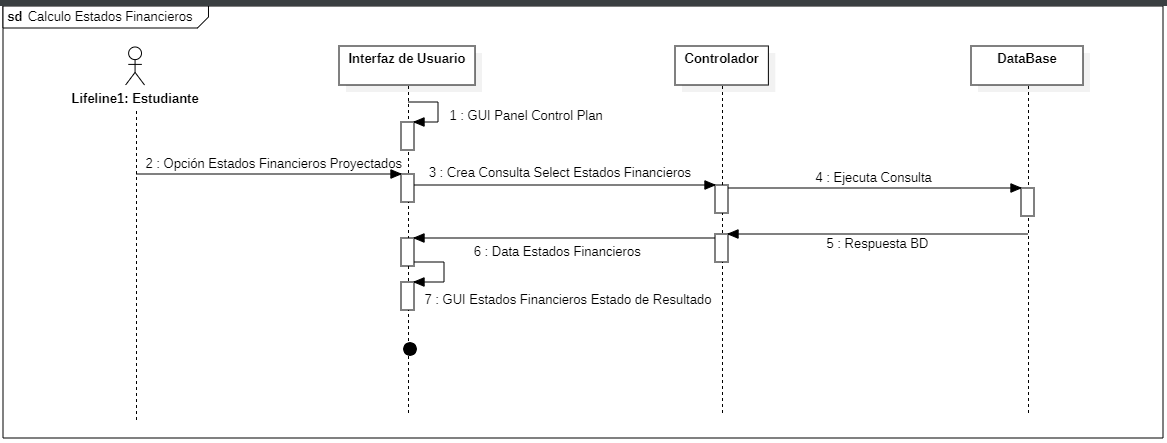 sd Calculo Estados Financieros
Lifeline1: Estudiante
Interfaz de Usuario
Controlador
DataBase
1 : GUI Panel Control Plan
2 : Opción Estados Financieros Proyectados
3 : Crea Consulta Select Estados Financieros
4 : Ejecuta Consulta
5 : Respuesta BD
6 : Data Estados Financieros
7 : GUI Estados Financieros Estado de Resultado